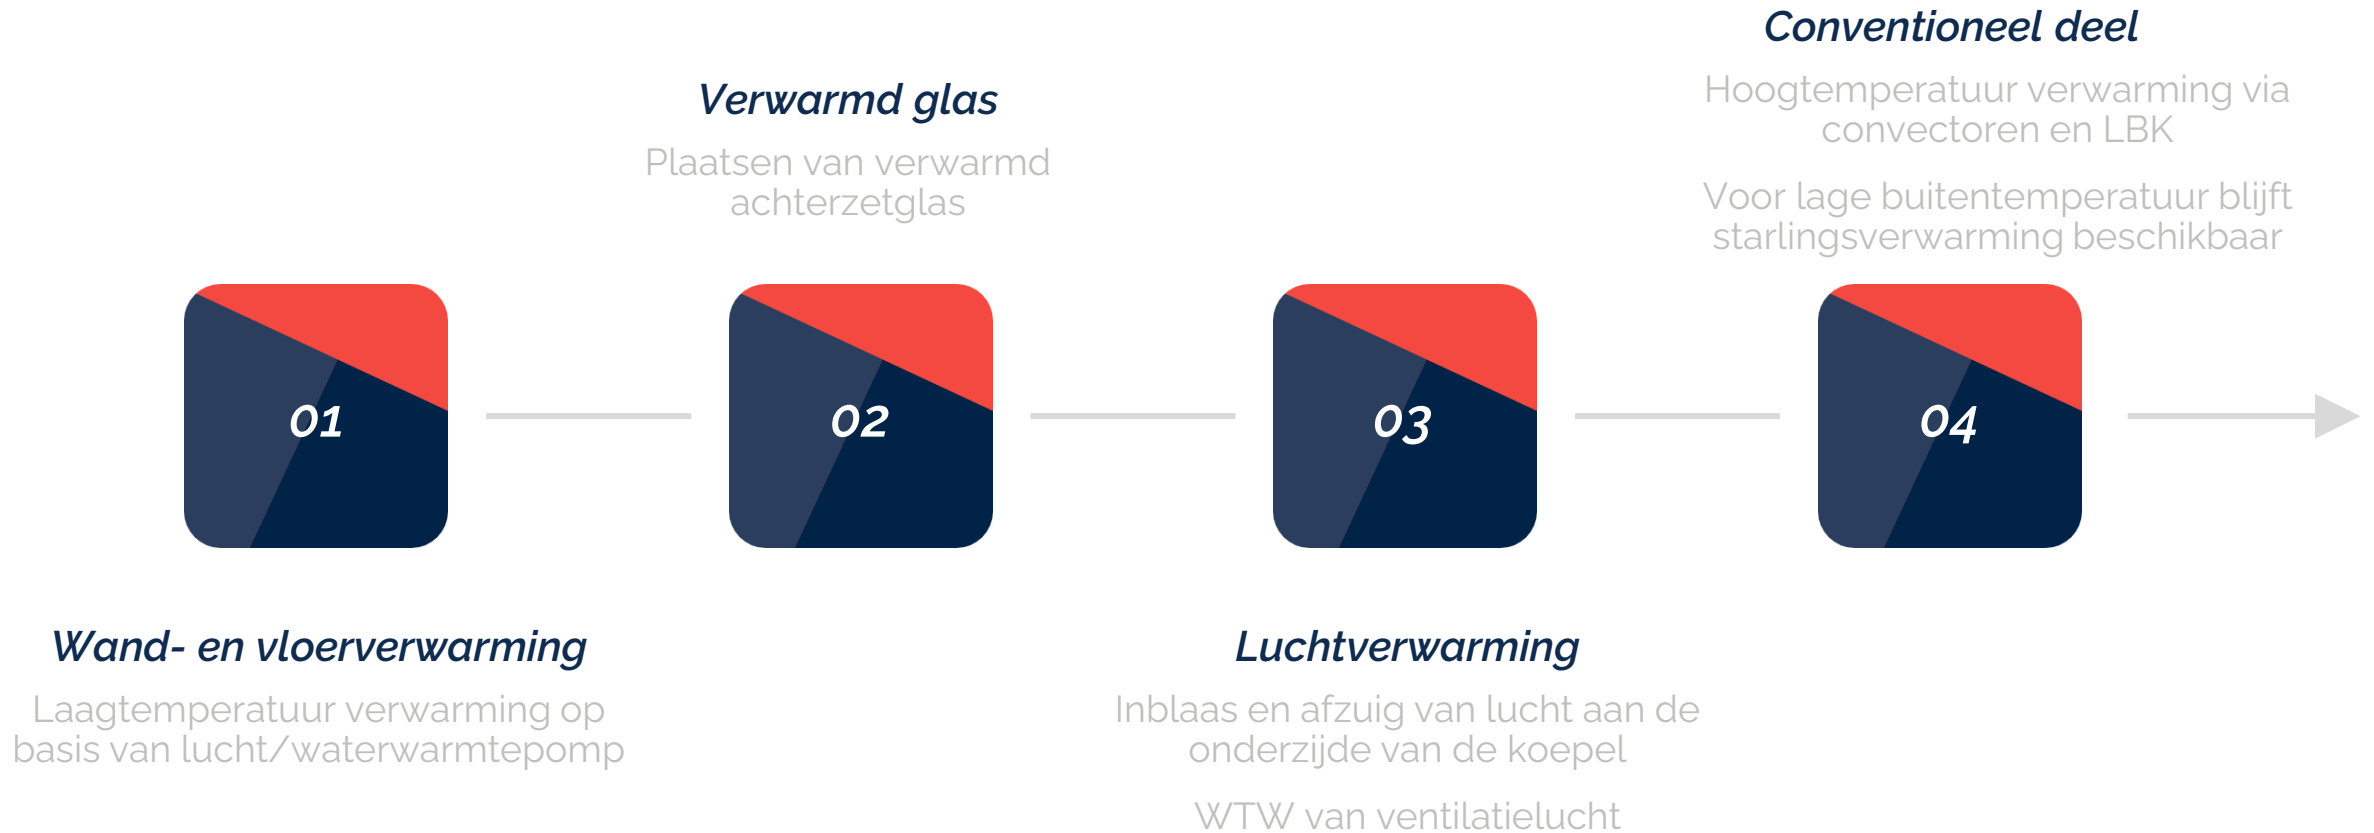 Conventioneel deel
Hoogtemperatuur verwarming via
convectoren en LBK
Voor lage buitentemperatuur blijft
starlingsverwarming beschikbaar
Verwarmd glas
Plaatsen van verwarmd
achterzetglas
01
02
03
04
Wand- en vloerverwarming
Laagtemperatuur verwarming op
basis van lucht/waterwarmtepomp
Luchtverwarming
Inblaas en afzuig van lucht aan de
onderzijde van de koepel
WTW van ventilatielucht